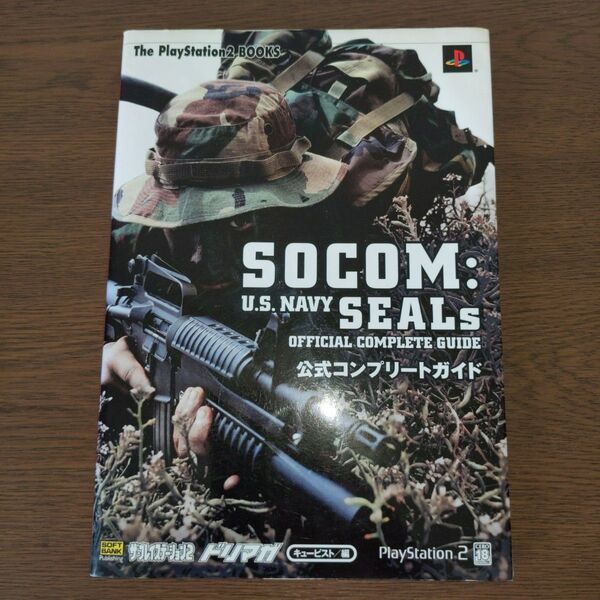 The PlayStation2 BOOKS
SOCOM:
U.S. NAVY SEALs
OFFICIAL COMPLETE GUIDE
公式コンプリートガイド
SOFT BANK Publishing
ザ・プレイステーション2
ドリマガ
キュービスト/編
PlayStation 2
CERO 18